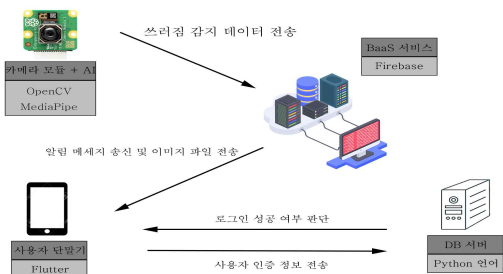 쓰러짐 감지 데이터 전송
BaaS 서비스
Firebase
카메라 모듈 + AI
OpenCV
MediaPipe
알림 메세지 송신 및 이미지 파일 전송
로그인 성공 여부 판단
사용자 단말기
Flutter
사용자 인증 정보 전송
DB 서버
Python 언어